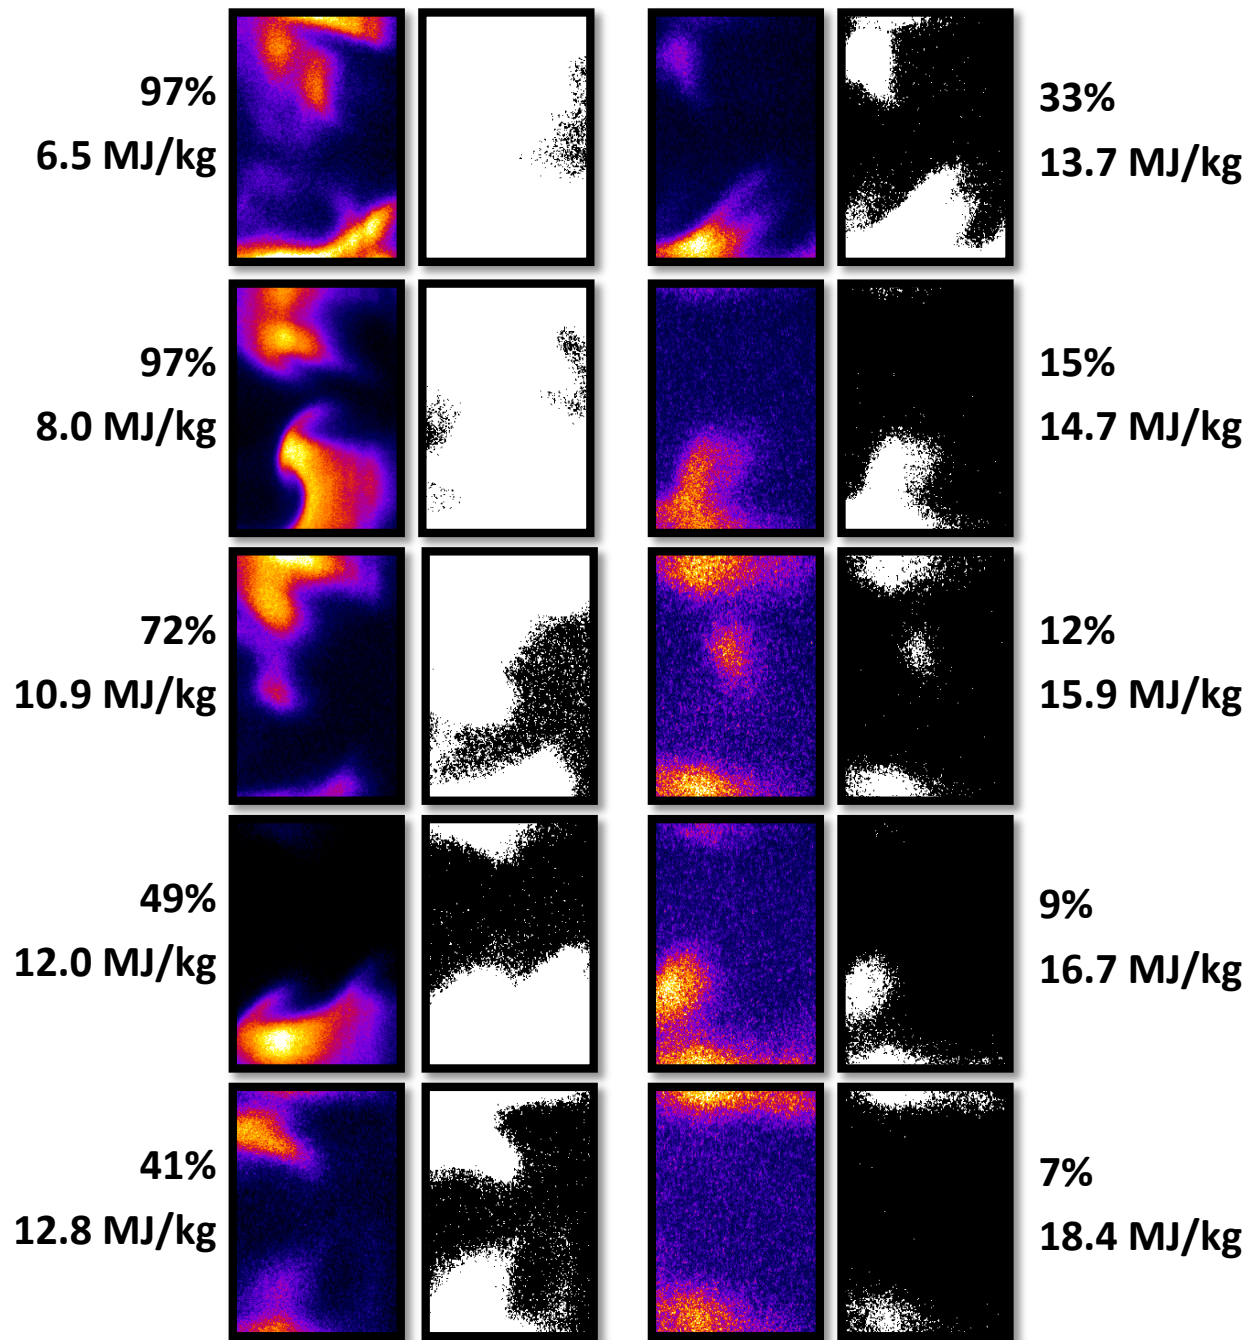 97%
6.5 MJ/kg
97%
8.0 MJ/kg
72%
10.9 MJ/kg
49%
12.0 MJ/kg
41%
12.8 MJ/kg
33%
13.7 MJ/kg
15%
14.7 MJ/kg
12%
15.9 MJ/kg
9%
16.7 MJ/kg
7%
18.4 MJ/kg